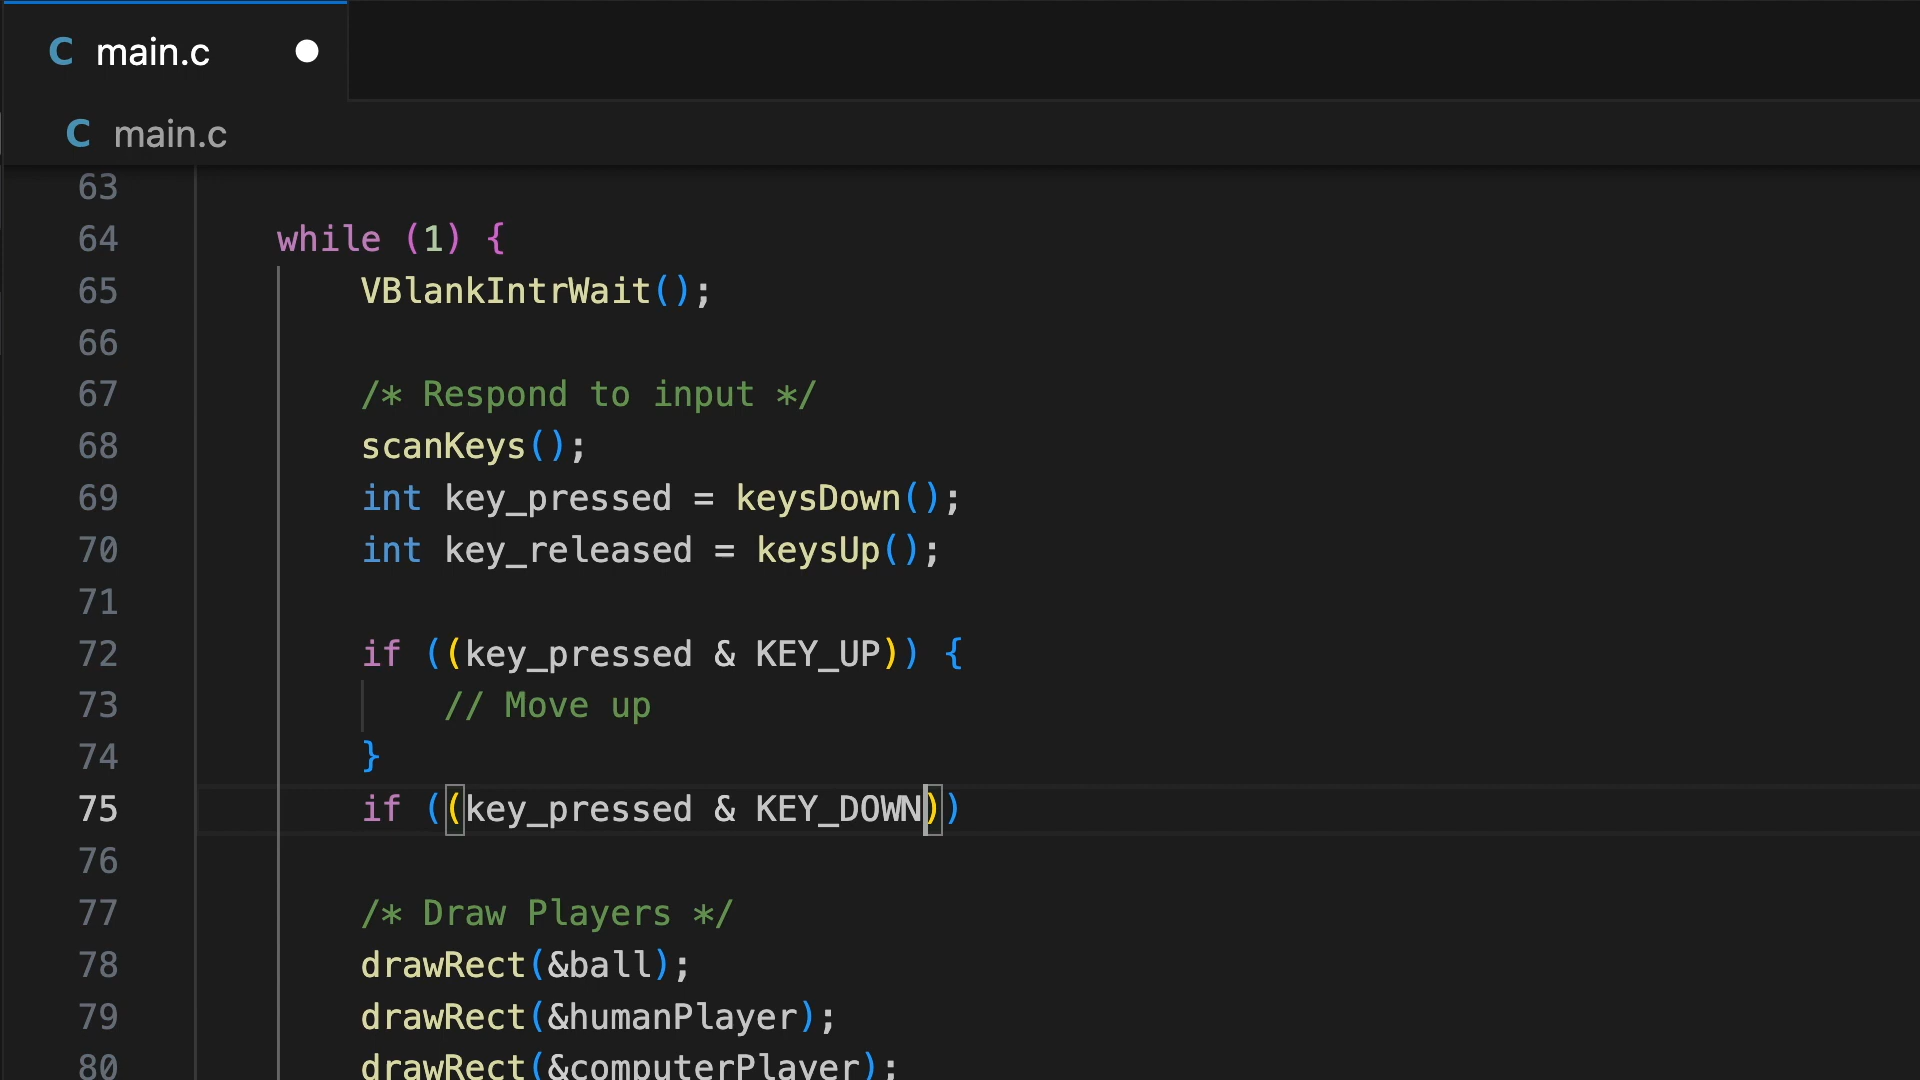 C main.c
C main.c
63
64 while (1) {
65 VBlankIntrWait();
66
67 /* Respond to input */
68 scanKeys();
69 int key_pressed = keysDown();
70 int key_released = keysUp();
71
72 if ((key_pressed & KEY_UP)) {
73 // Move up
74 }
75 if ((key_pressed & KEY_DOWN))
76
77 /* Draw Players */
78 drawRect(&ball);
79 drawRect(&humanPlayer);
80 drawRect(&computerPlayer);